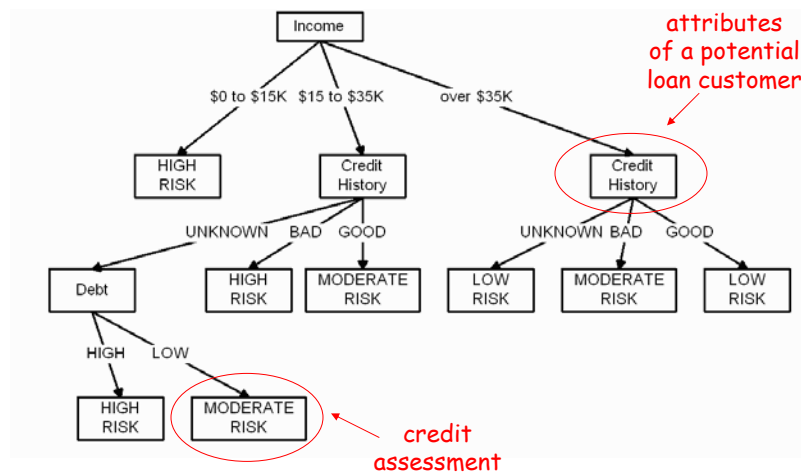 Income
attributes
of a potential
loan customer
$0 to $15K
$15 to $35K
over $35K
HIGH
RISK
Credit
History
Credit
History
UNKNOWN
BAD
GOOD
UNKNOWN
BAD
GOOD
Debt
HIGH
RISK
MODERATE
RISK
LOW
RISK
MODERATE
RISK
LOW
RISK
HIGH
LOW
HIGH
RISK
MODERATE
RISK
credit
assessment